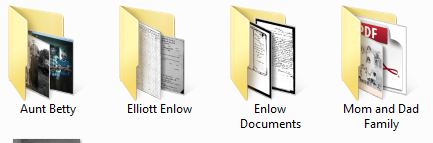 PDF
Aunt Betty
Elliott Enlow
Enlow
Documents
Mom and Dad
Family